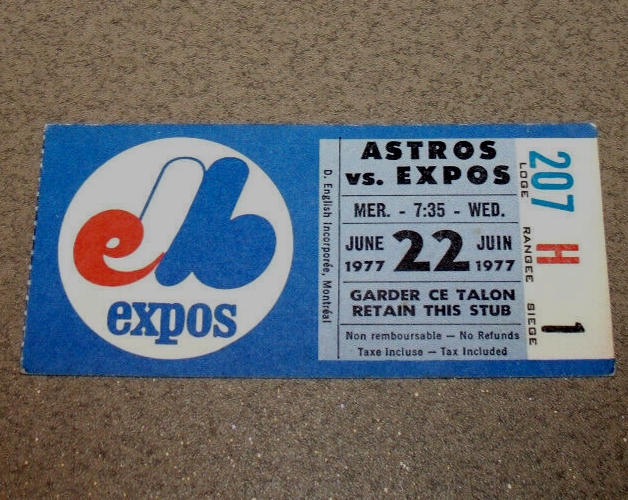 expos
D. English Incorporée, Montréal
ASTROS
vs. EXPOS
MER. - 7:35 - WED.
JUNE 22 JUIN
1977 1977
GARDER CE TALON
RETAIN THIS STUB
Non remboursable — No Refunds
Taxe Incluse — Tax Included
207 LOGE
H RANGEE
1 SIEGE